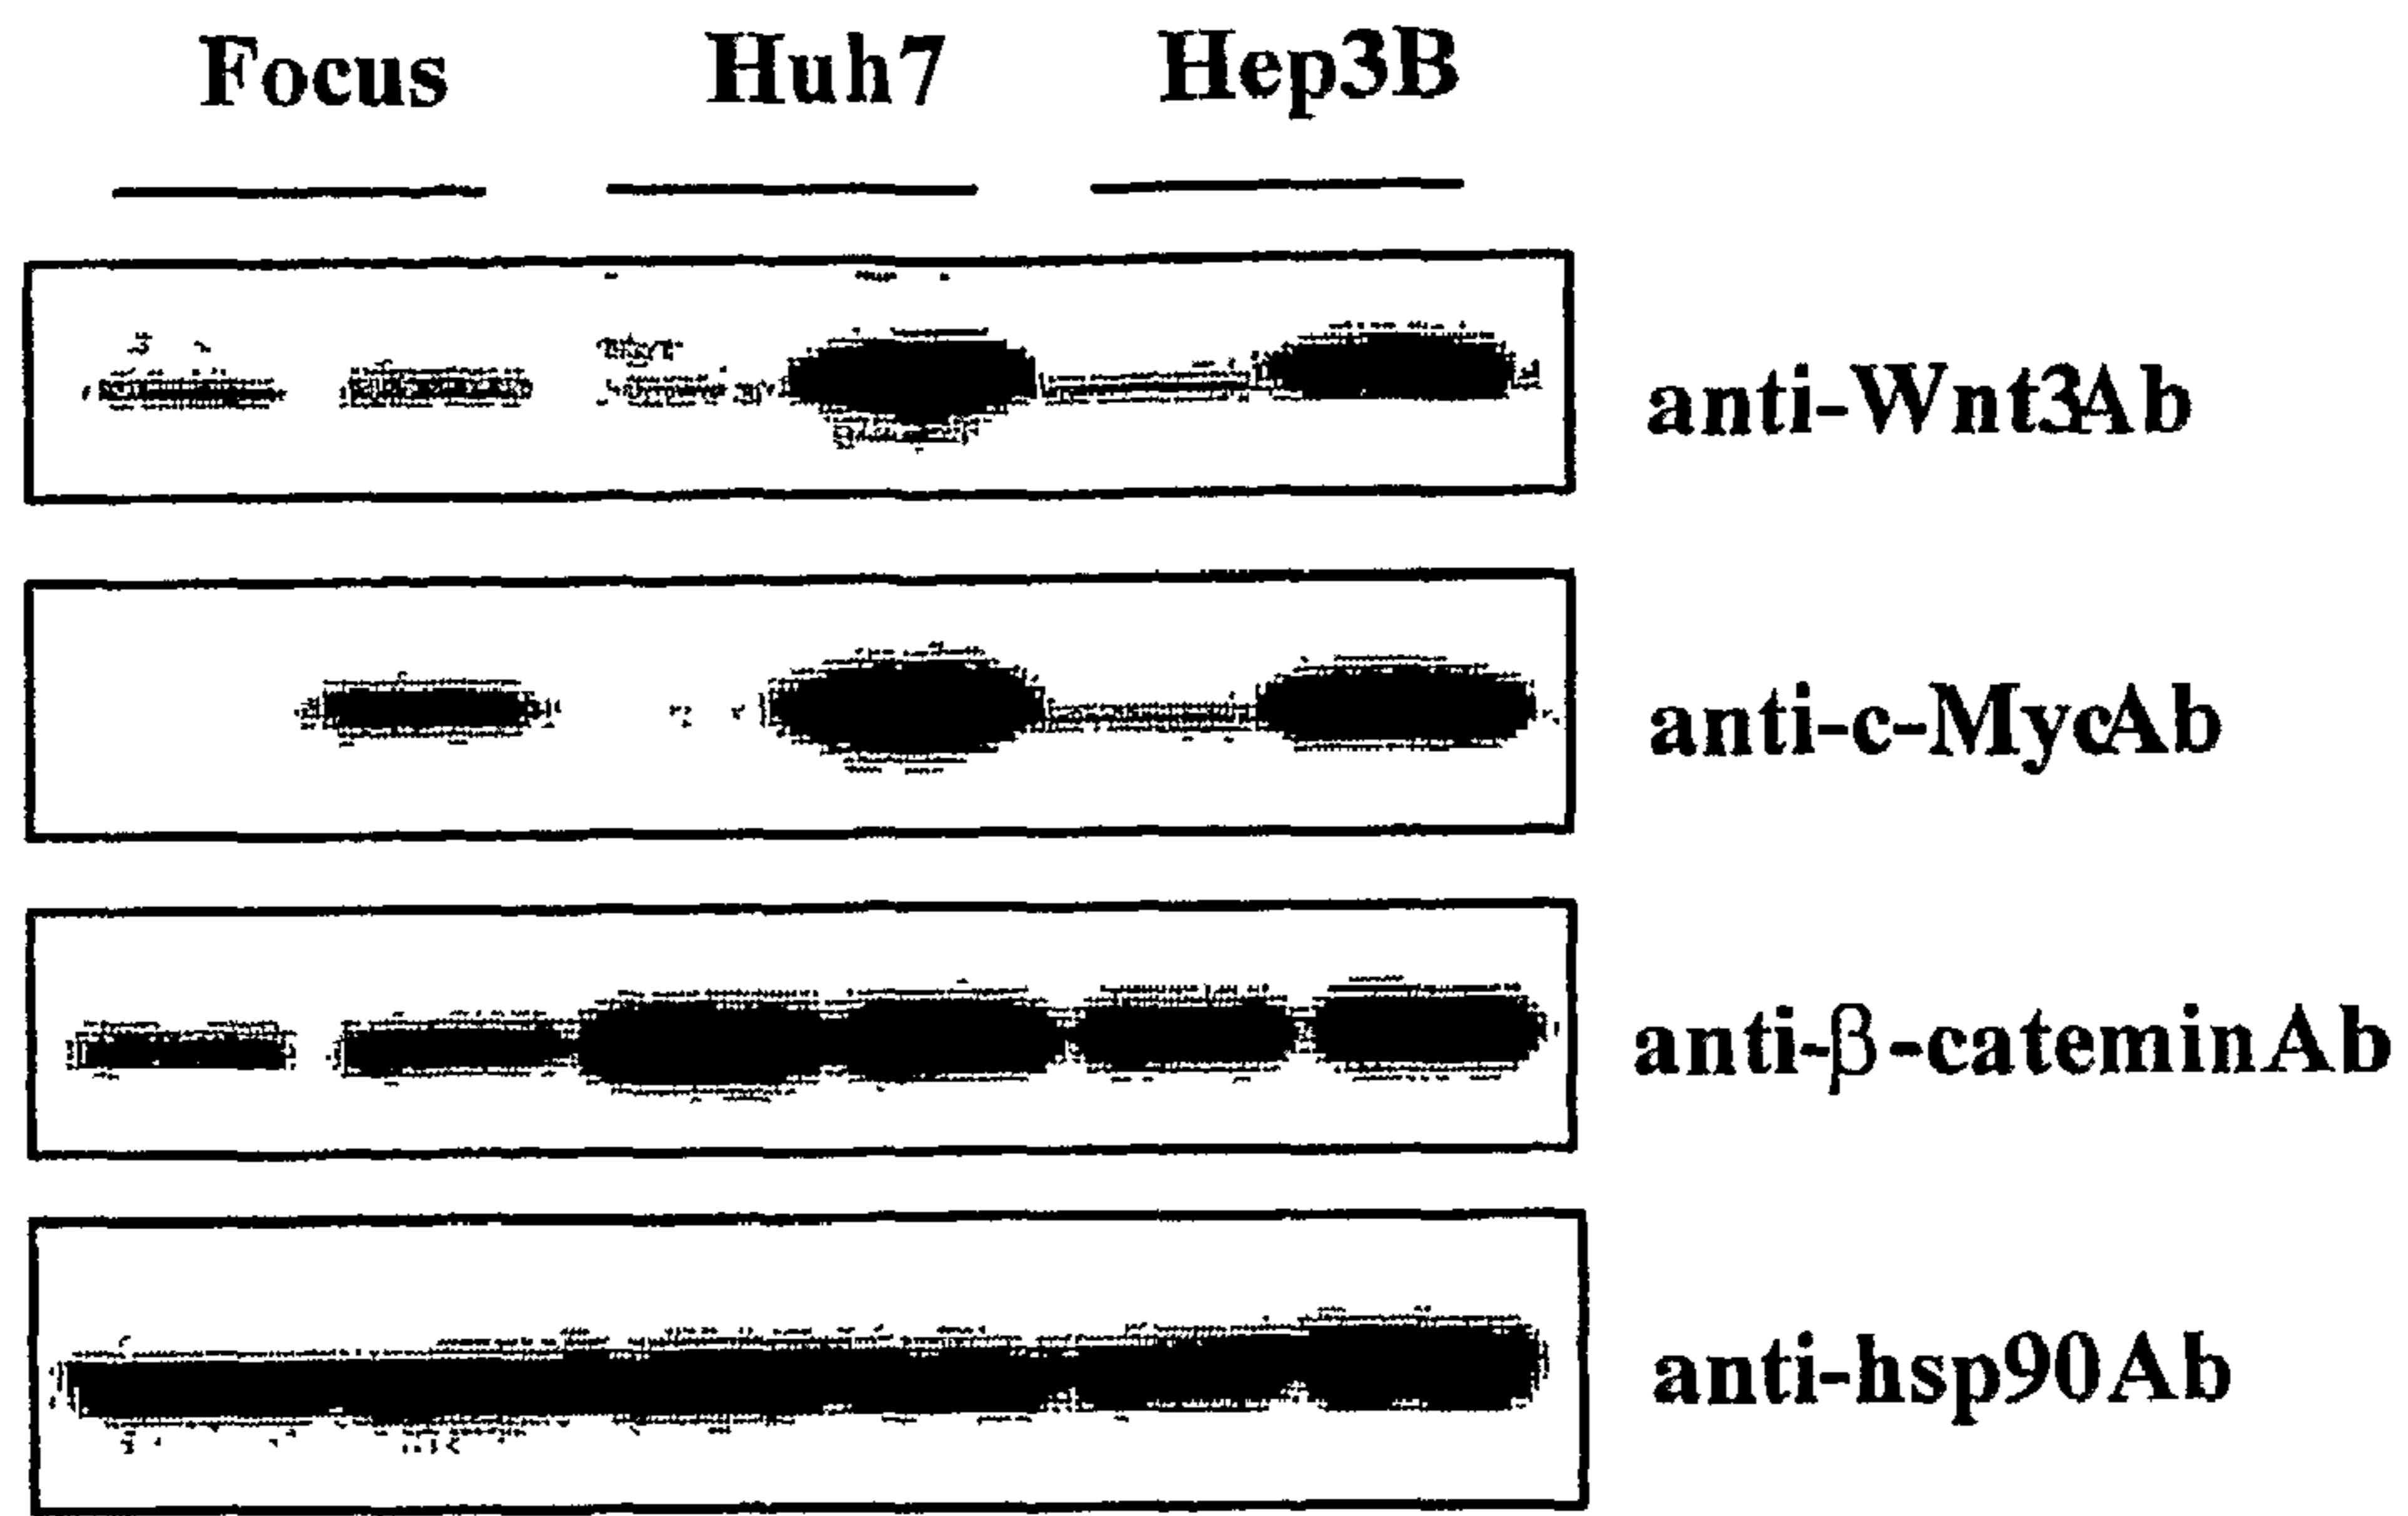 Focus Huh7 Hep3B
anti-Wnt3Ab
anti-c-MycAb
anti-β-cateminAb
anti-hsp90Ab